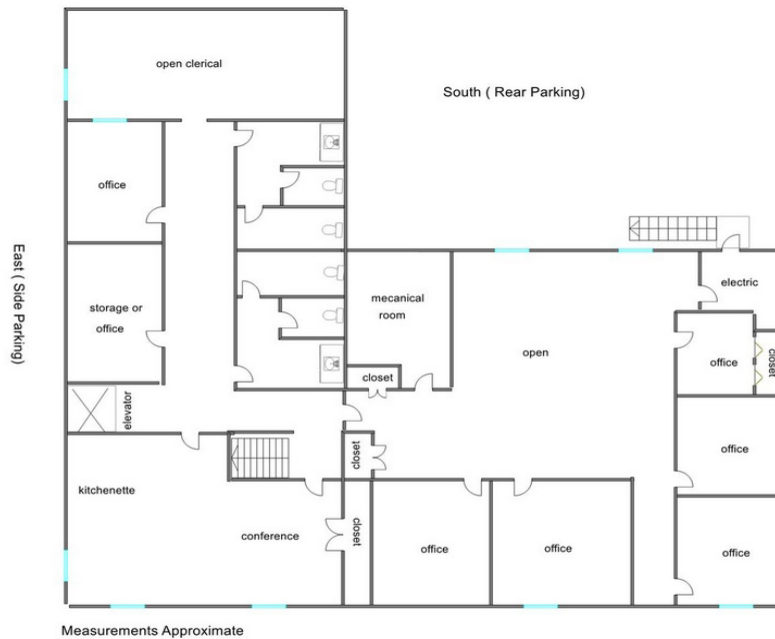 open clerical
South ( Rear Parking)
office
East ( Side Parking)
storage or
office
mecanical
room
electric
open
office
closet
closet
elevator
closet
office
kitchenette
conference
closet
office
office
office
Measurements Approximate